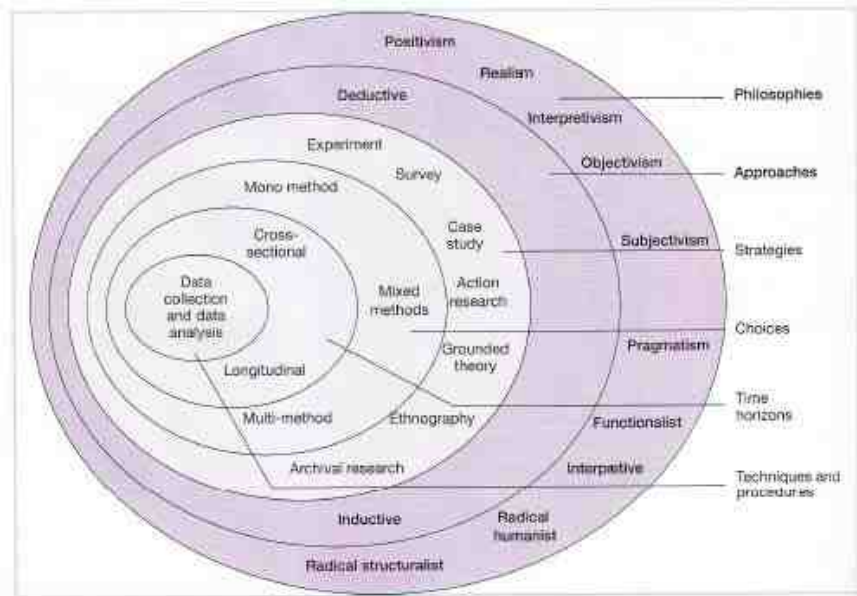 Positivism
Realism
Philisophies
Deductive
Interpretivism
Experiment
Objectivism
Approaches
Survey
Mono method
Case
study
Cross-
sectional
Subjectivism
Strategies
Data
collection
and data
analysis
Mixed
methods
Action
research
Choices
Pragmatism
Grounded
theory
Longitudinal
Time
horizons
Multi-method
Ethnography
Functionalist
Archival research
Interpretive
Techniques and
procedures
Inductive
Radical
humanist
Radical structuralist